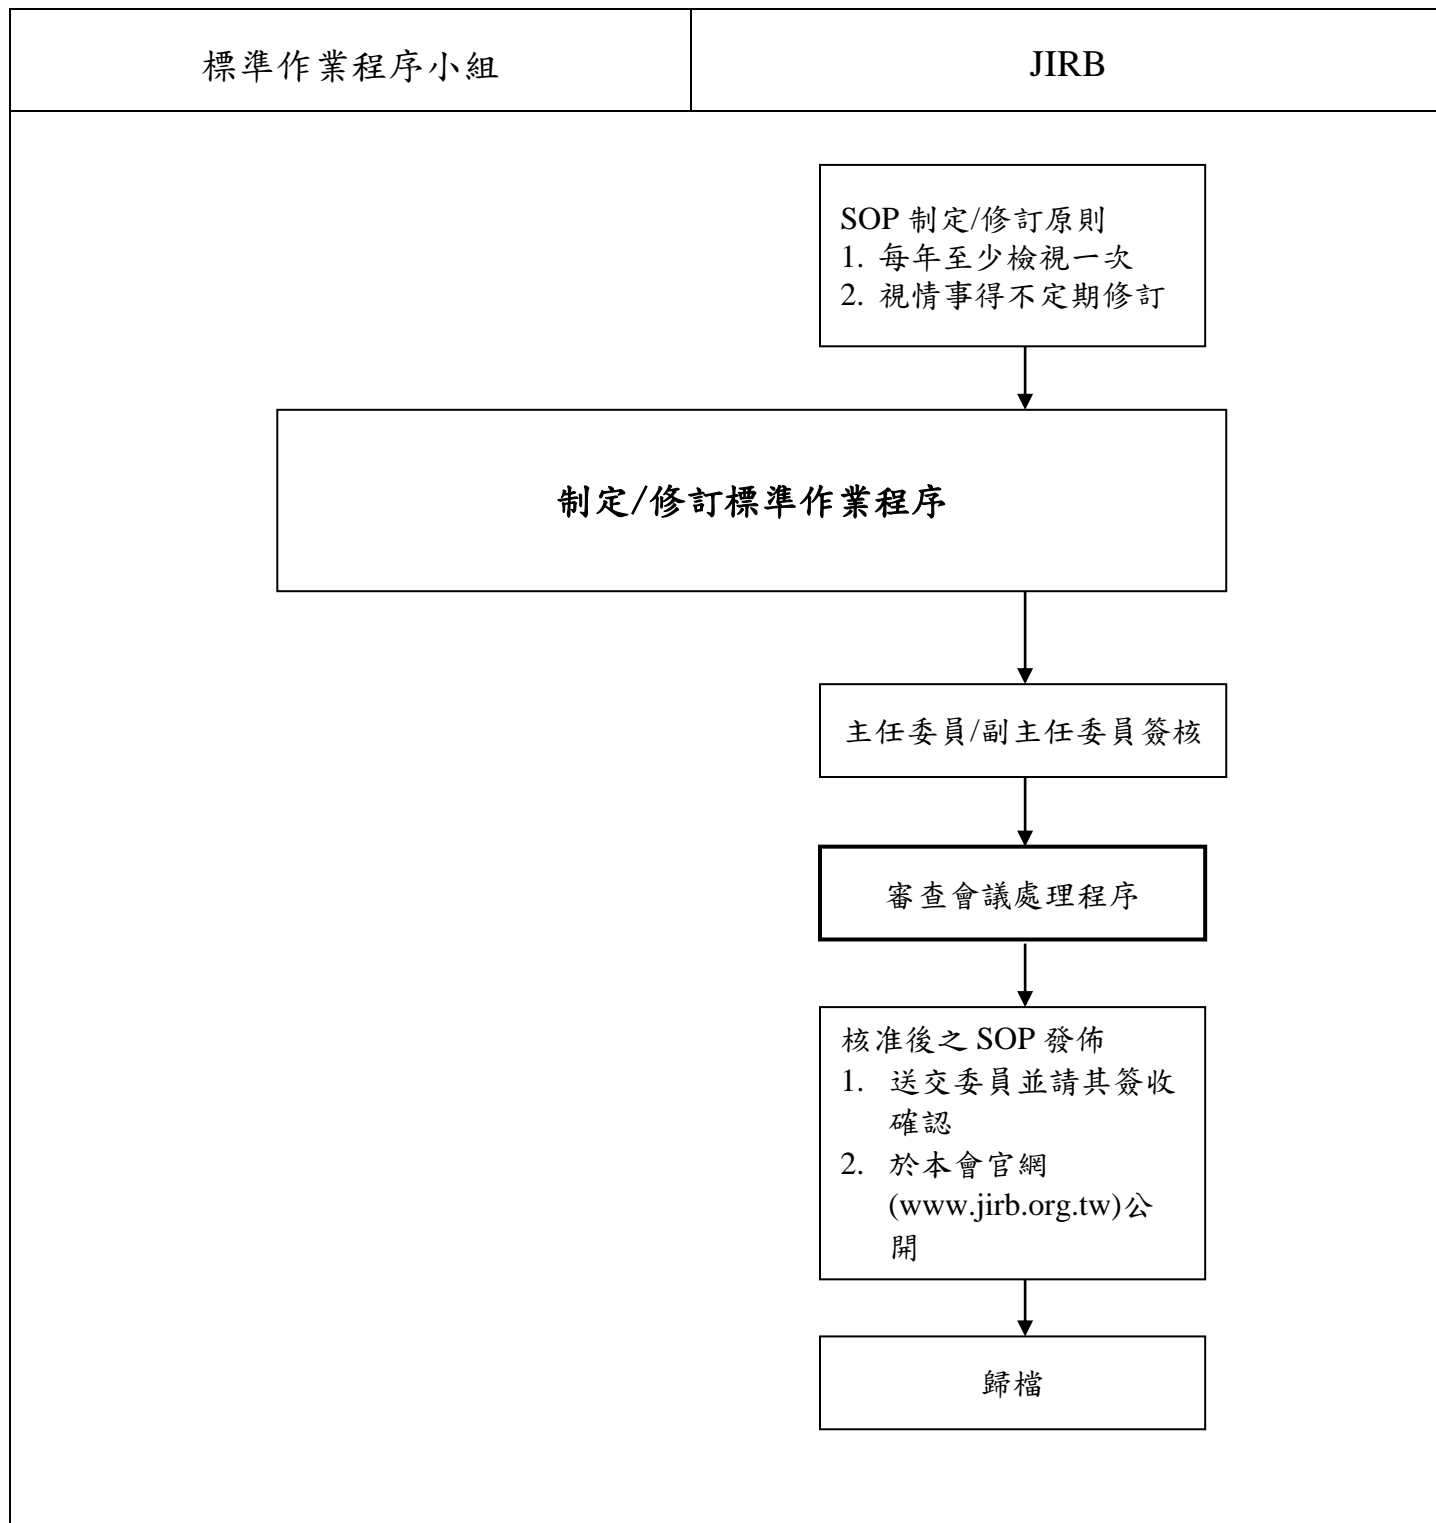 標準作業程序小組
JIRB
SOP 制定/修訂原則
1. 每年至少檢視一次
2. 視情事得不定期修訂
制定/修訂標準作業程序
主任委員/副主任委員簽核
審查會議處理程序
核准後之 SOP 發佈
1. 送交委員並請其簽收
確認
2. 於本會官網
(www.jirb.org.tw)公
開
歸檔